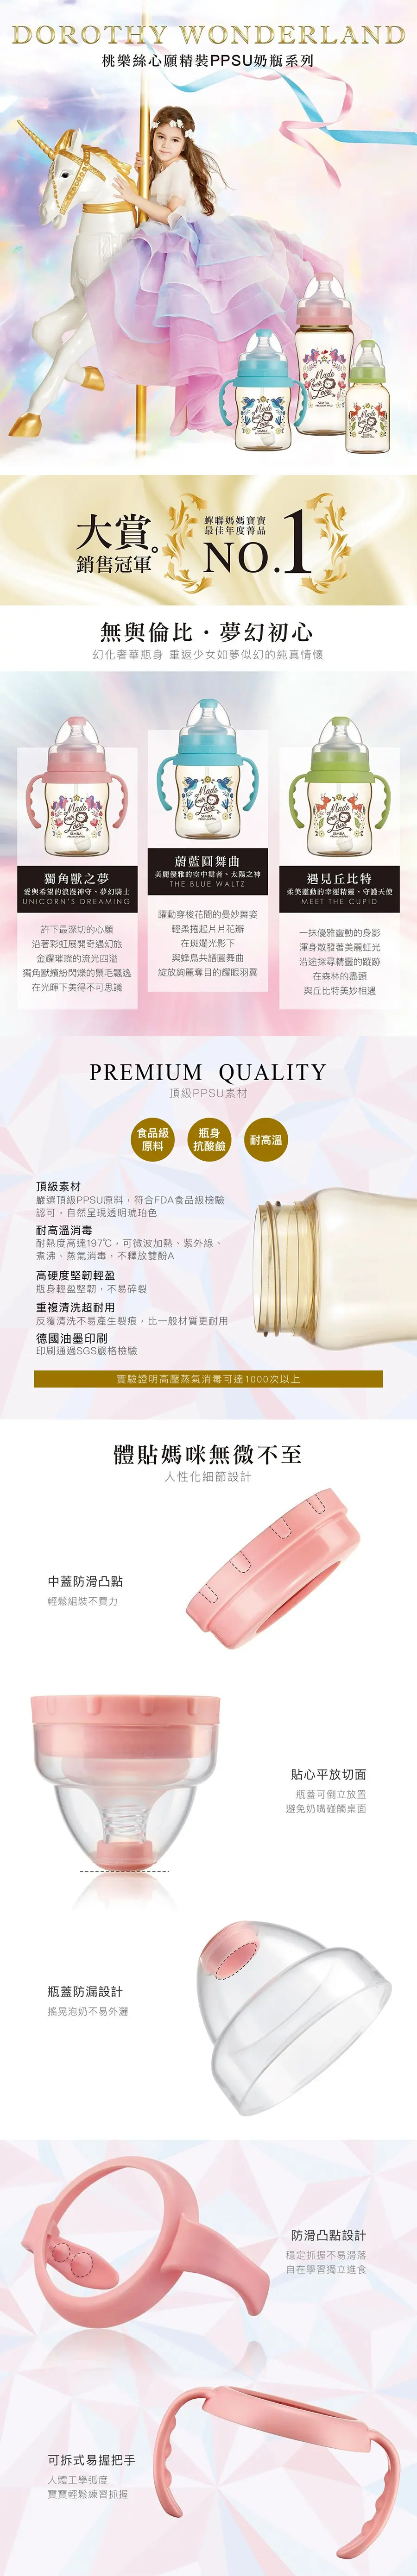 DOROTHY WONDERLAND
桃樂絲心願精裝PPSU奶瓶系列
Made
with
Love
SIMBA
Made
with
Love
SIMBA
Made
with
Love
SIMBA
大賞。
銷售冠軍
蟬聯媽媽寶寶
最佳年度菁品
NO.1
無與倫比・夢幻初心
幻化奢華瓶身 重返少女如夢似幻的純真情懷
Made
with
Love
SIMBA
獨角獸之夢
愛與希望的浪漫神守、夢幻騎士
UNICORN'S DREAMING
許下最深切的心願
沿著彩虹展開奇遇幻旅
金耀璀璨的流光四溢
獨角獸繽紛閃爍的鬃毛飄逸
在光暉下美得不可思議
Made
with
Love
SIMBA
蔚藍圓舞曲
美麗優雅的空中舞者、太陽之神
THE BLUE WALTZ
躍動穿梭花間的曼妙舞姿
輕柔捲起片片花瓣
在斑斕光影下
與蜂鳥共譜圓舞曲
綻放絢麗奪目的耀眼羽翼
Made
with
Love
SIMBA
遇見丘比特
柔美靈動的幸運精靈、守護天使
MEET THE CUPID
一抹優雅靈動的身影
渾身散發著美麗虹光
沿途探尋精靈的蹤跡
在森林的盡頭
與丘比特美妙相遇
PREMIUM QUALITY
頂級PPSU素材
食品級
原料
瓶身
抗酸鹼
耐高溫
頂級素材
嚴選頂級PPSU原料，符合FDA食品級檢驗
認可，自然呈現透明琥珀色
耐高溫消毒
耐熱度高達197℃，可微波加熱、紫外線、
煮沸、蒸氣消毒，不釋放雙酚A
高硬度堅韌輕盈
瓶身輕盈堅韌，不易碎裂
重複清洗超耐用
反覆清洗不易產生裂痕，比一般材質更耐用
德國油墨印刷
印刷通過SGS嚴格檢驗
實驗證明高壓蒸氣消毒可達1000次以上
體貼媽咪無微不至
人性化細節設計
中蓋防滑凸點
輕鬆組裝不費力
貼心平放切面
瓶蓋可倒立放置
避免奶嘴碰觸桌面
瓶蓋防漏設計
搖晃泡奶不易外灑
防滑凸點設計
穩定抓握不易滑落
自在學習獨立進食
可拆式易握把手
人體工學弧度
寶寶輕鬆練習抓握